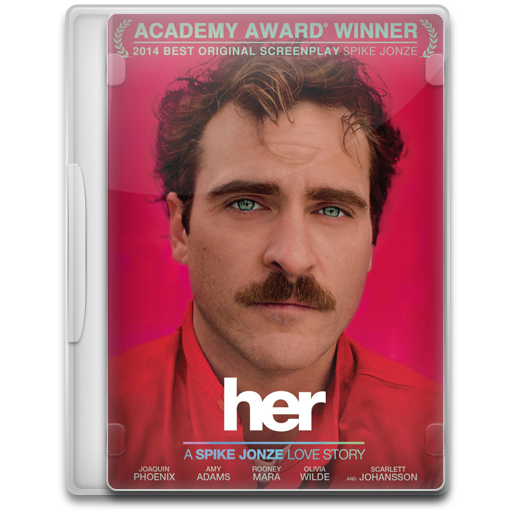 ACADEMY AWARD® WINNER
2014 BEST ORIGINAL SCREENPLAY SPIKE JONZE
her
A SPIKE JONZE LOVE STORY
JOAQUIN PHOENIX AMY ADAMS ROONEY MARA OLIVIA WILDE AND SCARLETT JOHANSSON